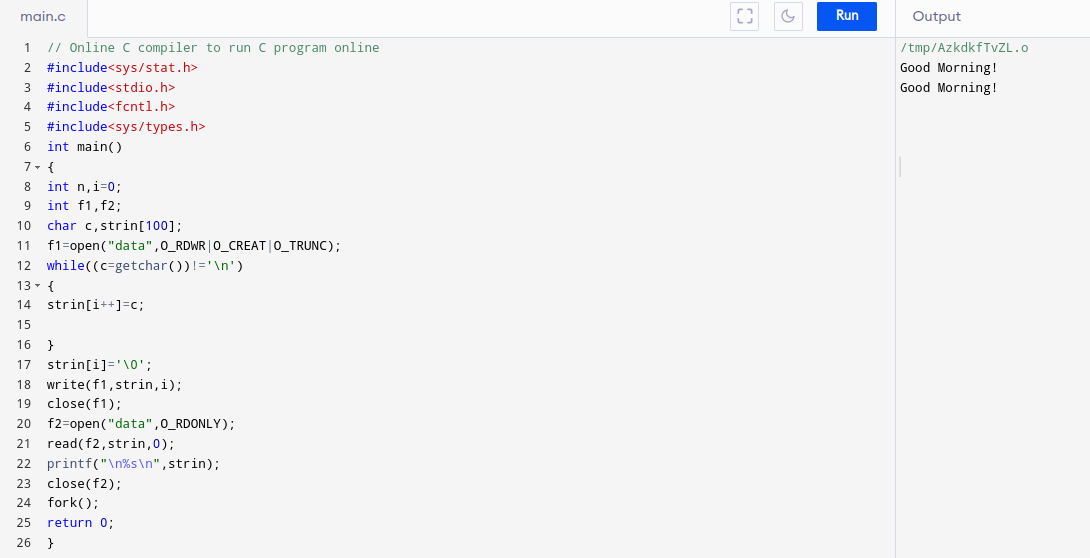 main.c
Run
Output
1 // Online C compiler to run C program online
2 #include<sys/stat.h>
3 #include<stdio.h>
4 #include<fcntl.h>
5 #include<sys/types.h>
6 int main()
7 {
8 int n,i=0;
9 int f1,f2;
10 char c,strin[100];
11 f1=open("data",O_RDWR|O_CREAT|O_TRUNC);
12 while((c=getchar())!='\n')
13 {
14 strin[i++]=c;
15
16 }
17 strin[i]='\0';
18 write(f1,strin,i);
19 close(f1);
20 f2=open("data",O_RDONLY);
21 read(f2,strin,0);
22 printf("\n%s\n",strin);
23 close(f2);
24 fork();
25 return 0;
26 }
/tmp/AzkdkfTvZL.o
Good Morning!
Good Morning!